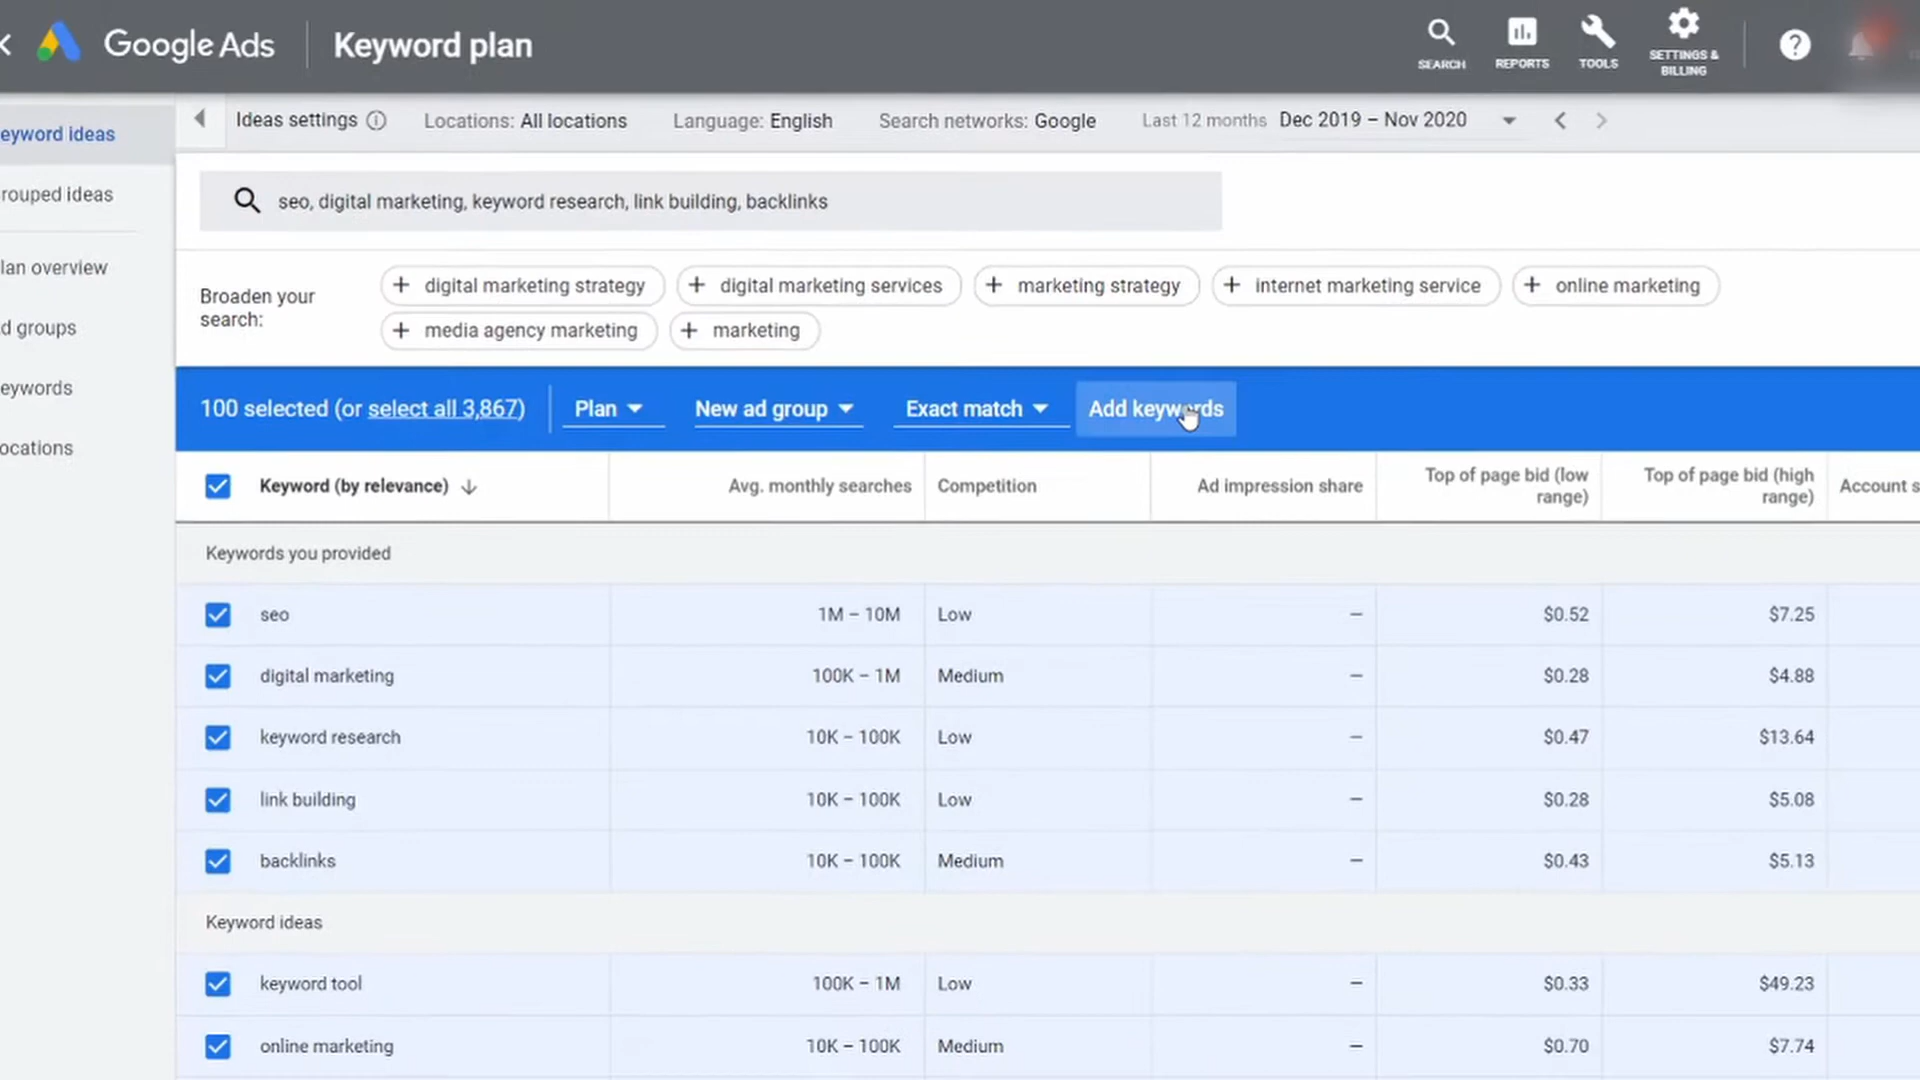 Google Ads
Keyword plan
SEARCH
REPORTS
TOOLS
SETTINGS & BILLING
eyword ideas
rouped ideas
lan overview
d groups
eywords
ocations
Ideas settings
Locations: All locations
Language: English
Search networks: Google
Last 12 months Dec 2019 – Nov 2020
seo, digital marketing, keyword research, link building, backlinks
Broaden your search:
+ digital marketing strategy
+ digital marketing services
+ marketing strategy
+ internet marketing service
+ online marketing
+ media agency marketing
+ marketing
100 selected (or select all 3,867)
Plan
New ad group
Exact match
Add keywords
Keyword (by relevance)
Avg. monthly searches
Competition
Ad impression share
Top of page bid (low range)
Top of page bid (high range)
Account s
Keywords you provided
seo 1M – 10M Low – $0.52 $7.25
digital marketing 100K – 1M Medium – $0.28 $4.88
keyword research 10K – 100K Low – $0.47 $13.64
link building 10K – 100K Low – $0.28 $5.08
backlinks 10K – 100K Medium – $0.43 $5.13
Keyword ideas
keyword tool 100K – 1M Low – $0.33 $49.23
online marketing 10K – 100K Medium – $0.70 $7.74